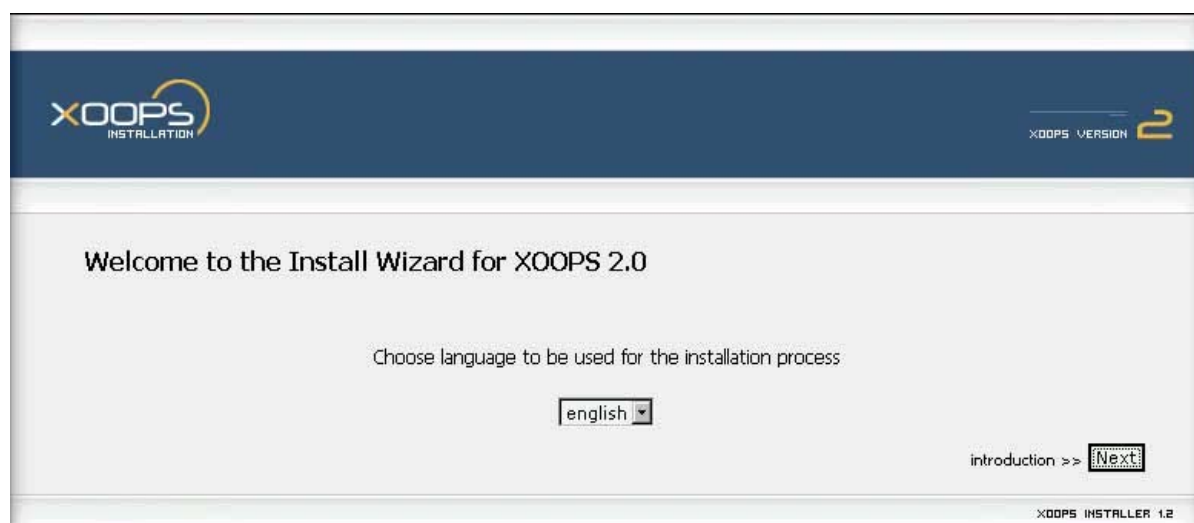 XOOPS
INSTALLATION
XOOPS VERSION 2
Welcome to the Install Wizard for XOOPS 2.0
Choose language to be used for the installation process
english
introduction >> Next
XOOPS INSTALLER 1.2